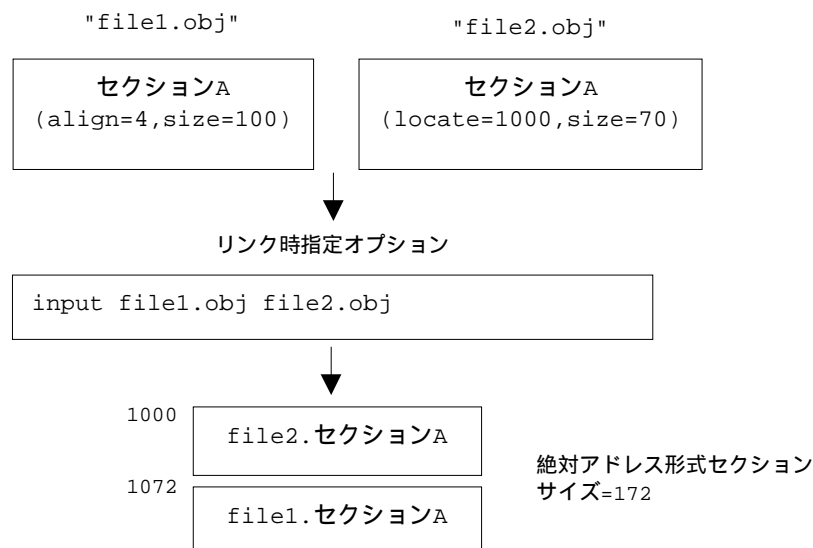 "file1.obj"
"file2.obj"
セクションA
(align=4,size=100)
セクションA
(locate=1000,size=70)
リンク時指定オプション
input file1.obj file2.obj
1000
file2.セクションA
絶対アドレス形式セクション
サイズ=172
1072
file1.セクションA